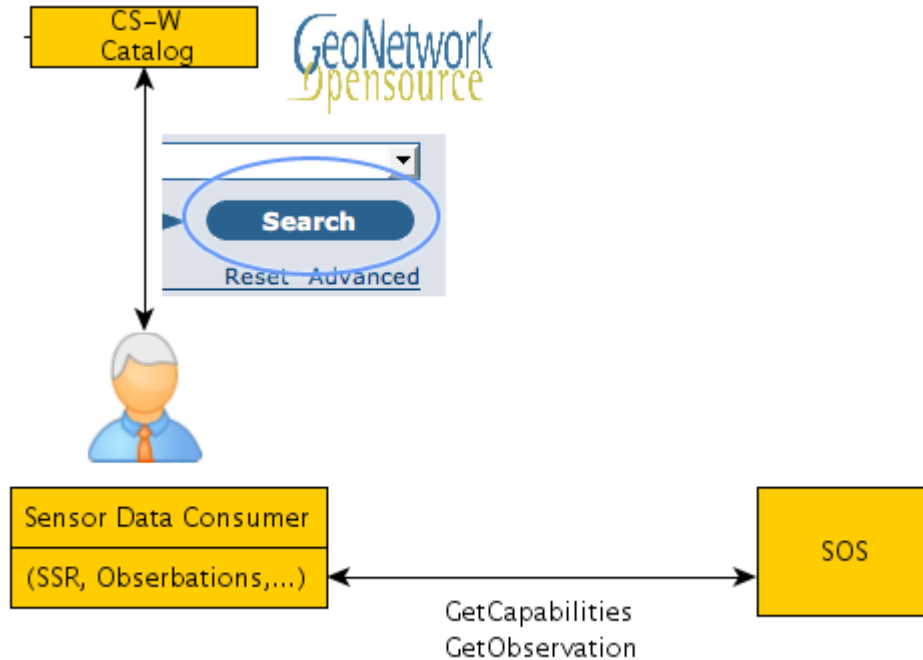 CS-W
Catalog
GeoNetwork
Opensource
Search
Reset Advanced
Sensor Data Consumer
(SSR, Obserbations,...)
SOS
GetCapabilities
GetObservation